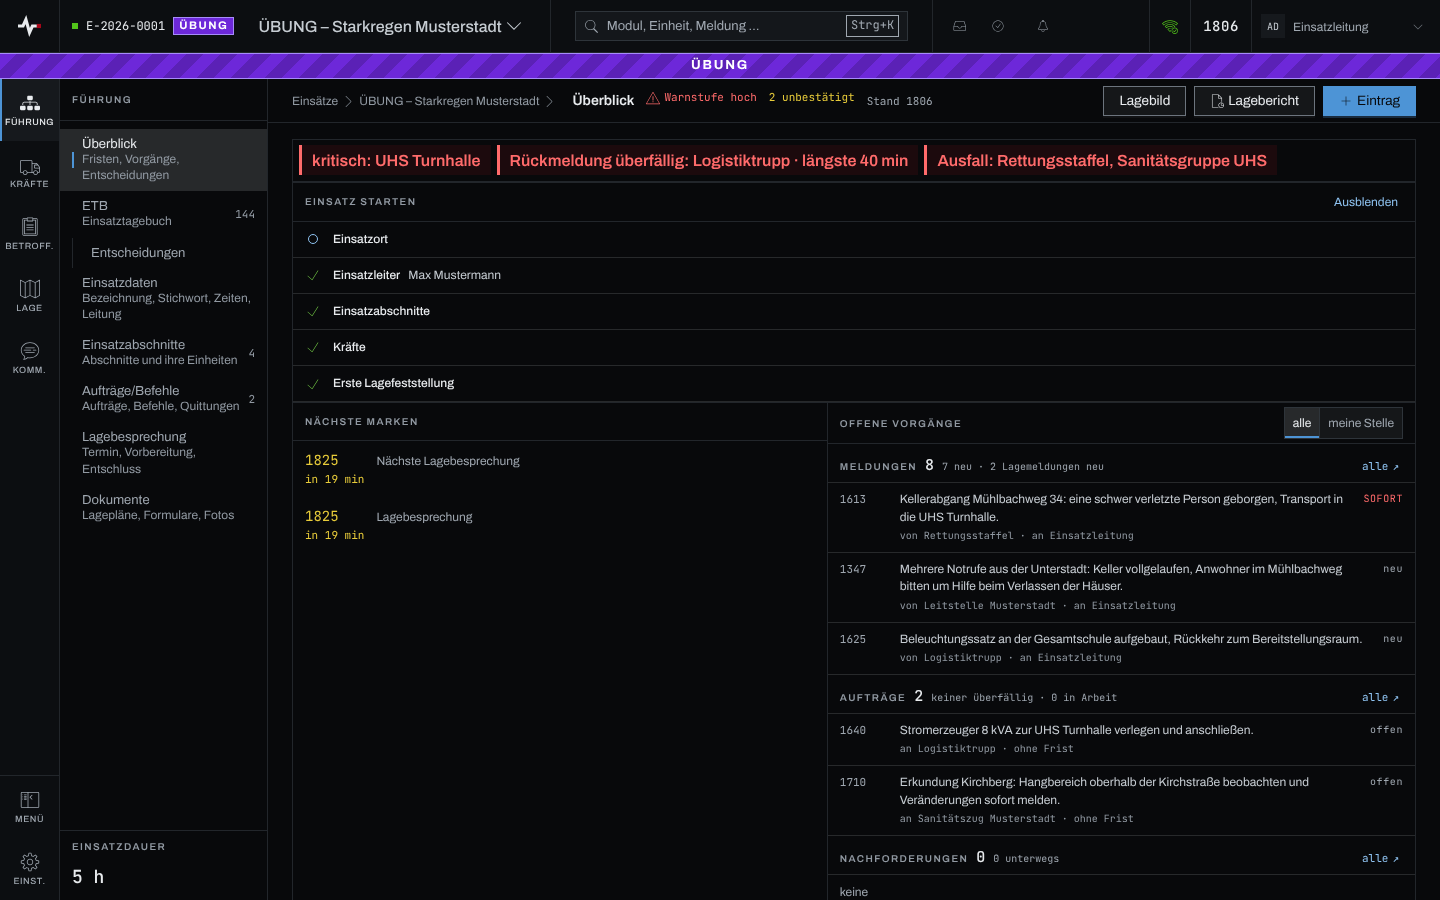 E-2026-0001 ÜBUNG
ÜBUNG – Starkregen Musterstadt
Modul, Einheit, Meldung ... Strg+K
1806
AD Einsatzleitung
ÜBUNG
FÜHRUNG
KRÄFTE
BETROFF.
LAGE
KOMM.
MENÜ
EINST.
FÜHRUNG
Überblick
Fristen, Vorgänge,
Entscheidungen
ETB
Einsatztagebuch
144
Entscheidungen
Einsatzdaten
Bezeichnung, Stichwort, Zeiten,
Leitung
Einsatzabschnitte
Abschnitte und ihre Einheiten
4
Aufträge/Befehle
Aufträge, Befehle, Quittungen
2
Lagebesprechung
Termin, Vorbereitung,
Entschluss
Dokumente
Lagepläne, Formulare, Fotos
EINSATZDAUER
5 h
Einsätze
ÜBUNG – Starkregen Musterstadt
Überblick
Warnstufe hoch
2 unbestätigt
Stand 1806
Lagebild
Lagebericht
+ Eintrag
kritisch: UHS Turnhalle
Rückmeldung überfällig: Logistiktrupp · längste 40 min
Ausfall: Rettungsstaffel, Sanitätsgruppe UHS
EINSATZ STARTEN
Ausblenden
Einsatzort
Einsatzleiter Max Mustermann
Einsatzabschnitte
Kräfte
Erste Lagefeststellung
NÄCHSTE MARKEN
1825 Nächste Lagebesprechung
in 19 min
1825 Lagebesprechung
in 19 min
OFFENE VORGÄNGE
alle
meine Stelle
MELDUNGEN 8 7 neu · 2 Lagemeldungen neu
alle ↗
1613 Kellerabgang Mühlbachweg 34: eine schwer verletzte Person geborgen, Transport in SOFORT
die UHS Turnhalle.
von Rettungsstaffel · an Einsatzleitung
1347 Mehrere Notrufe aus der Unterstadt: Keller vollgelaufen, Anwohner im Mühlbachweg neu
bitten um Hilfe beim Verlassen der Häuser.
von Leitstelle Musterstadt · an Einsatzleitung
1625 Beleuchtungssatz an der Gesamtschule aufgebaut, Rückkehr zum Bereitstellungsraum. neu
von Logistiktrupp · an Einsatzleitung
AUFTRÄGE 2 keiner überfällig · 0 in Arbeit
alle ↗
1640 Stromerzeuger 8 kVA zur UHS Turnhalle verlegen und anschließen. offen
an Logistiktrupp · ohne Frist
1710 Erkundung Kirchberg: Hangbereich oberhalb der Kirchstraße beobachten und offen
Veränderungen sofort melden.
an Sanitätszug Musterstadt · ohne Frist
NACHFORDERUNGEN 0 0 unterwegs
alle ↗
keine